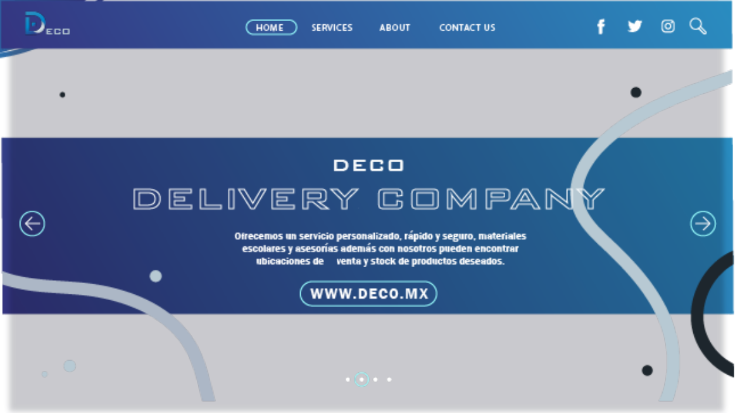 DECO
HOME SERVICES ABOUT CONTACT US
DECO
DELIVERY COMPANY
Ofrecemos un servicio personalizado, rápido y seguro, materiales
escolares y asesorías además con nosotros pueden encontrar
ubicaciones de venta y stock de productos deseados.
WWW.DECO.MX